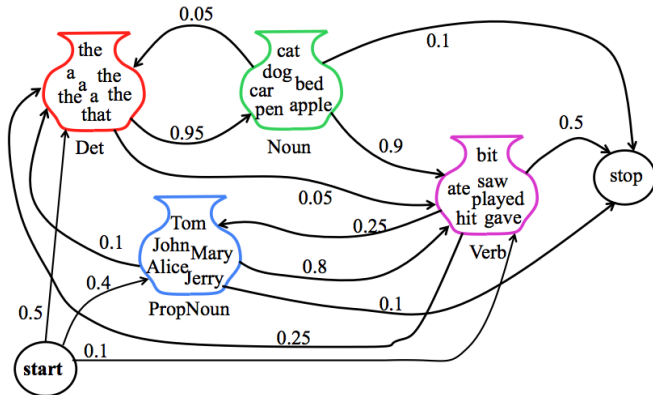 0.05
0.1
the
a the
a
the a the
that
Det
cat
dog
car bed
pen apple
Noun
0.95
0.9
0.5
bit
ate saw
played
hit gave
Verb
stop
0.05
0.25
Tom
John Mary
Alice
Jerry
PropNoun
0.1
0.4
0.8
0.1
0.5
0.25
0.1
start